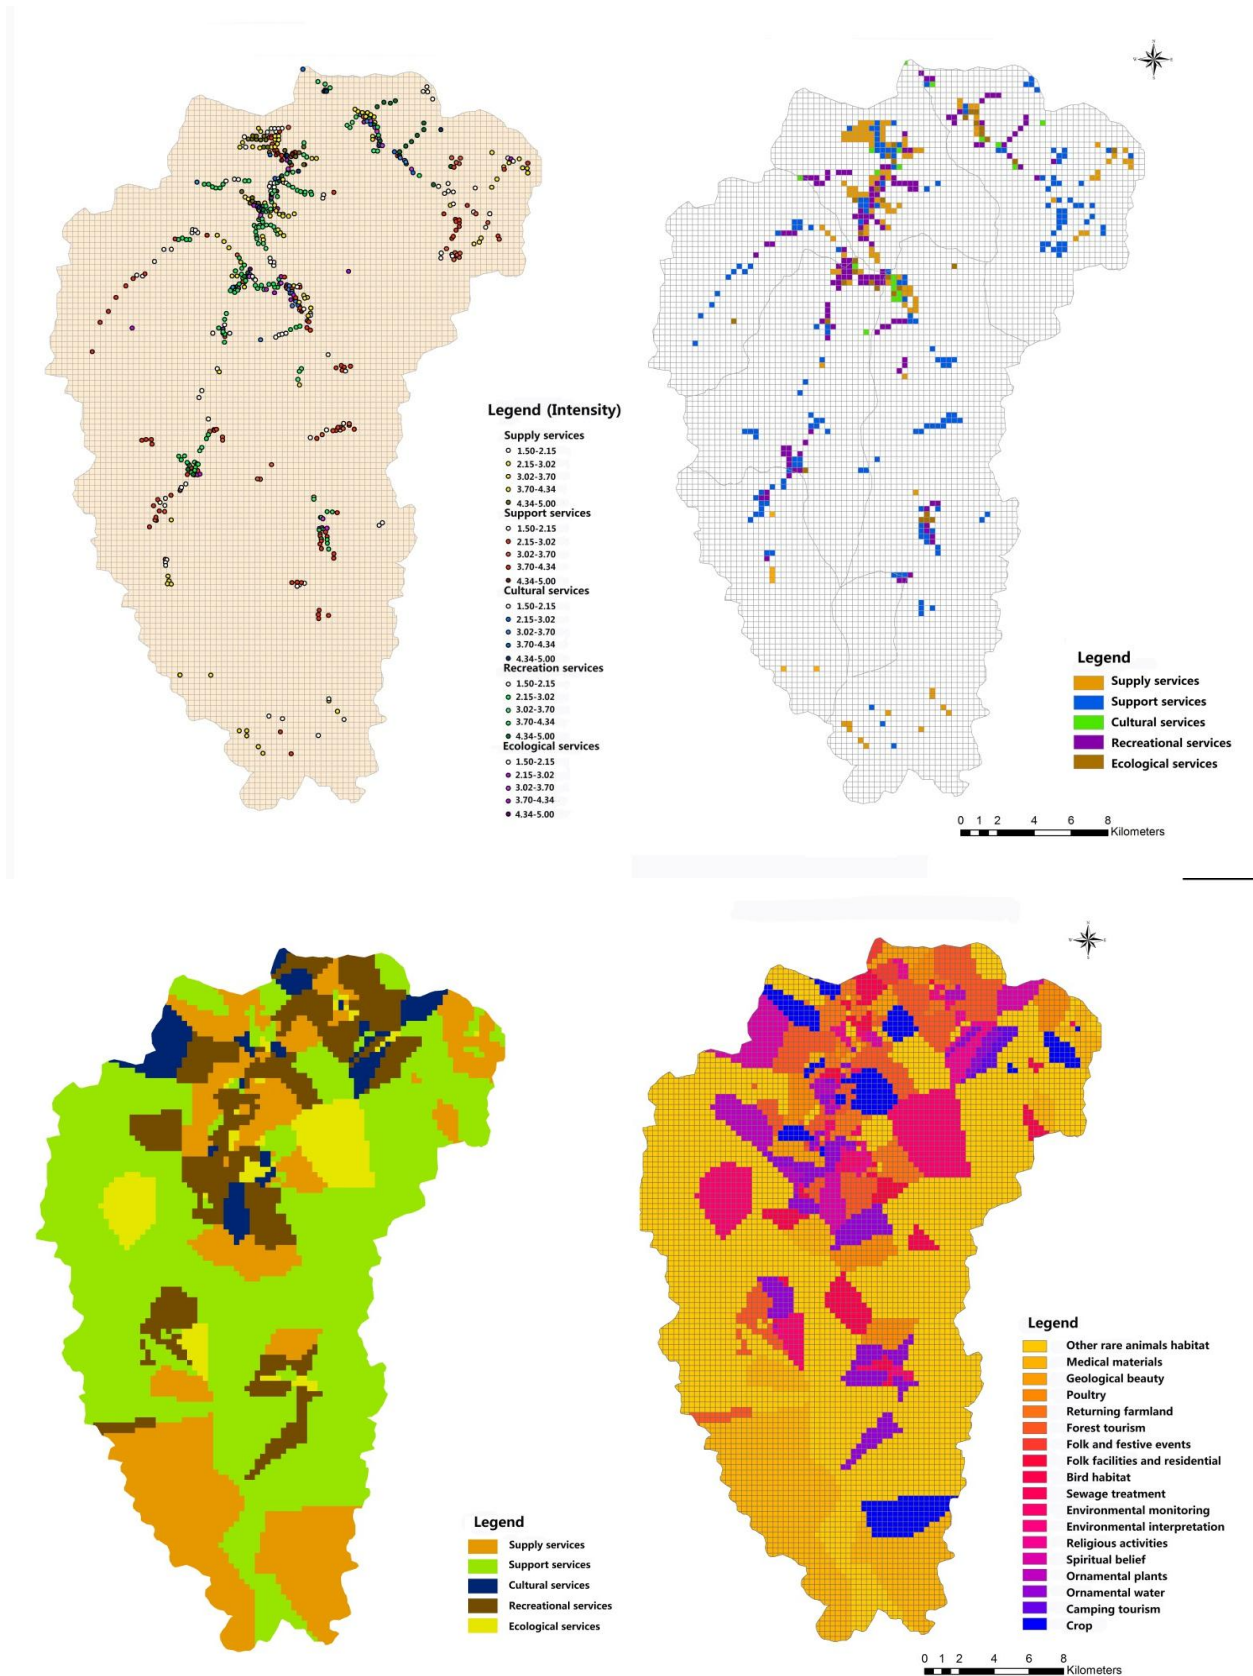 Legend (Intensity)
Supply services
1.50-2.15
2.15-3.02
3.02-3.70
3.70-4.34
4.34-5.00
Support services
1.50-2.15
2.15-3.02
3.02-3.70
3.70-4.34
4.34-5.00
Cultural services
1.50-2.15
2.15-3.02
3.02-3.70
3.70-4.34
4.34-5.00
Recreation services
1.50-2.15
2.15-3.02
3.02-3.70
3.70-4.34
4.34-5.00
Ecological services
1.50-2.15
2.15-3.02
3.02-3.70
3.70-4.34
4.34-5.00
Legend
Supply services
Support services
Cultural services
Recreational services
Ecological services
0 1 2 4 6 8
Kilometers
Legend
Supply services
Support services
Cultural services
Recreational services
Ecological services
Legend
Other rare animals habitat
Medical materials
Geological beauty
Poultry
Returning farmland
Forest tourism
Folk and festive events
Folk facilities and residential
Bird habitat
Sewage treatment
Environmental monitoring
Environmental interpretation
Religious activities
Spiritual belief
Ornamental plants
Ornamental water
Camping tourism
Crop
0 1 2 4 6 8
Kilometers